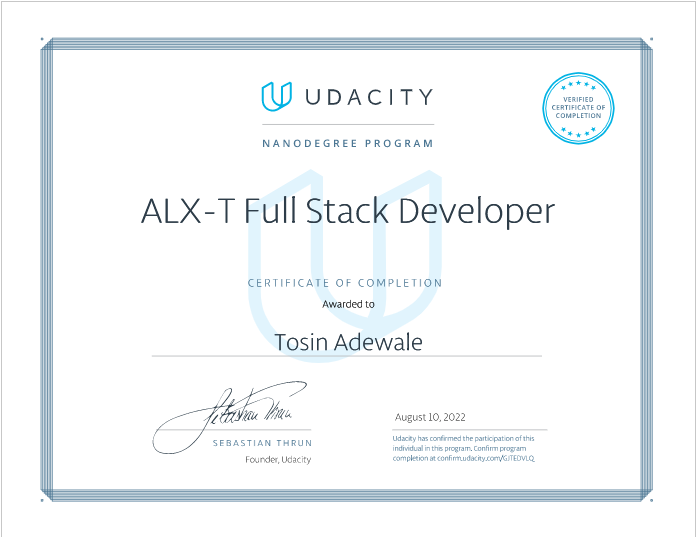 UDACITY
VERIFIED
CERTIFICATE OF
COMPLETION
NANODEGREE PROGRAM
ALX-T Full Stack Developer
CERTIFICATE OF COMPLETION
Awarded to
Tosin Adewale
Sebastian Thrun
SEBASTIAN THRUN
Founder, Udacity
August 10, 2022
Udacity has confirmed the participation of this
individual in this program. Confirm program
completion at confirm.udacity.com/GJTEDVLQ